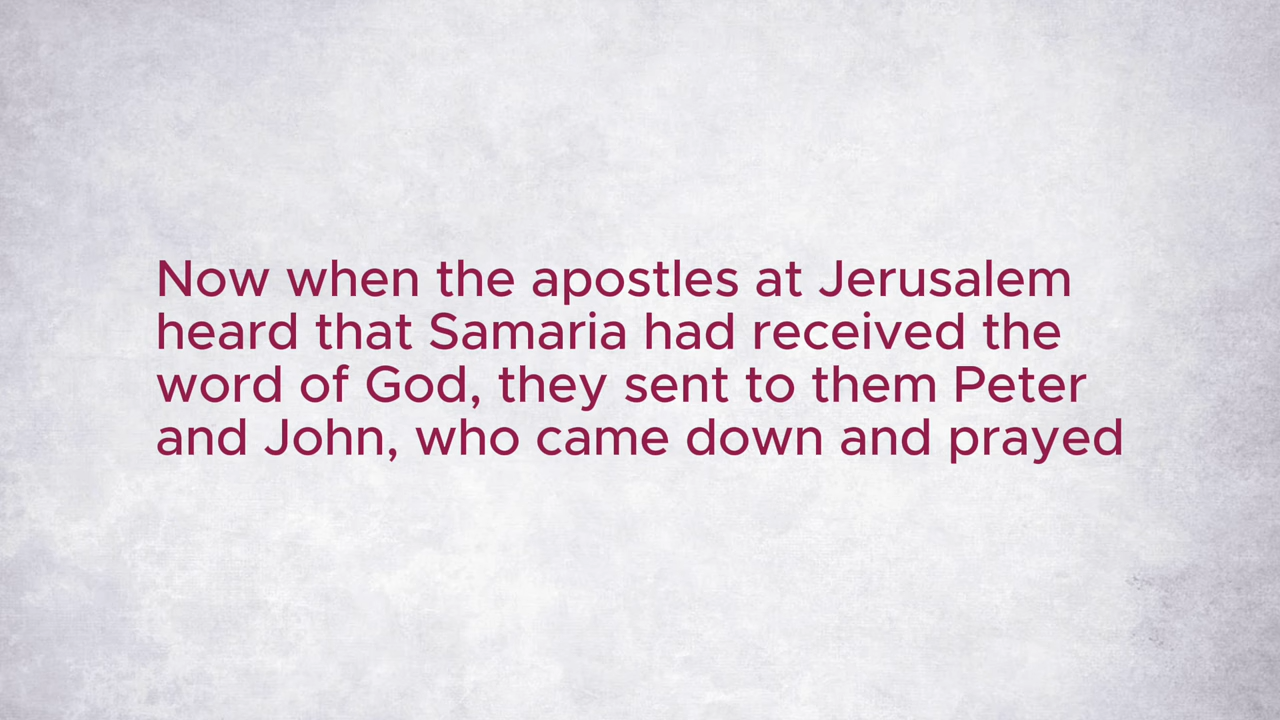 Now when the apostles at Jerusalem
heard that Samaria had received the
word of God, they sent to them Peter
and John, who came down and prayed